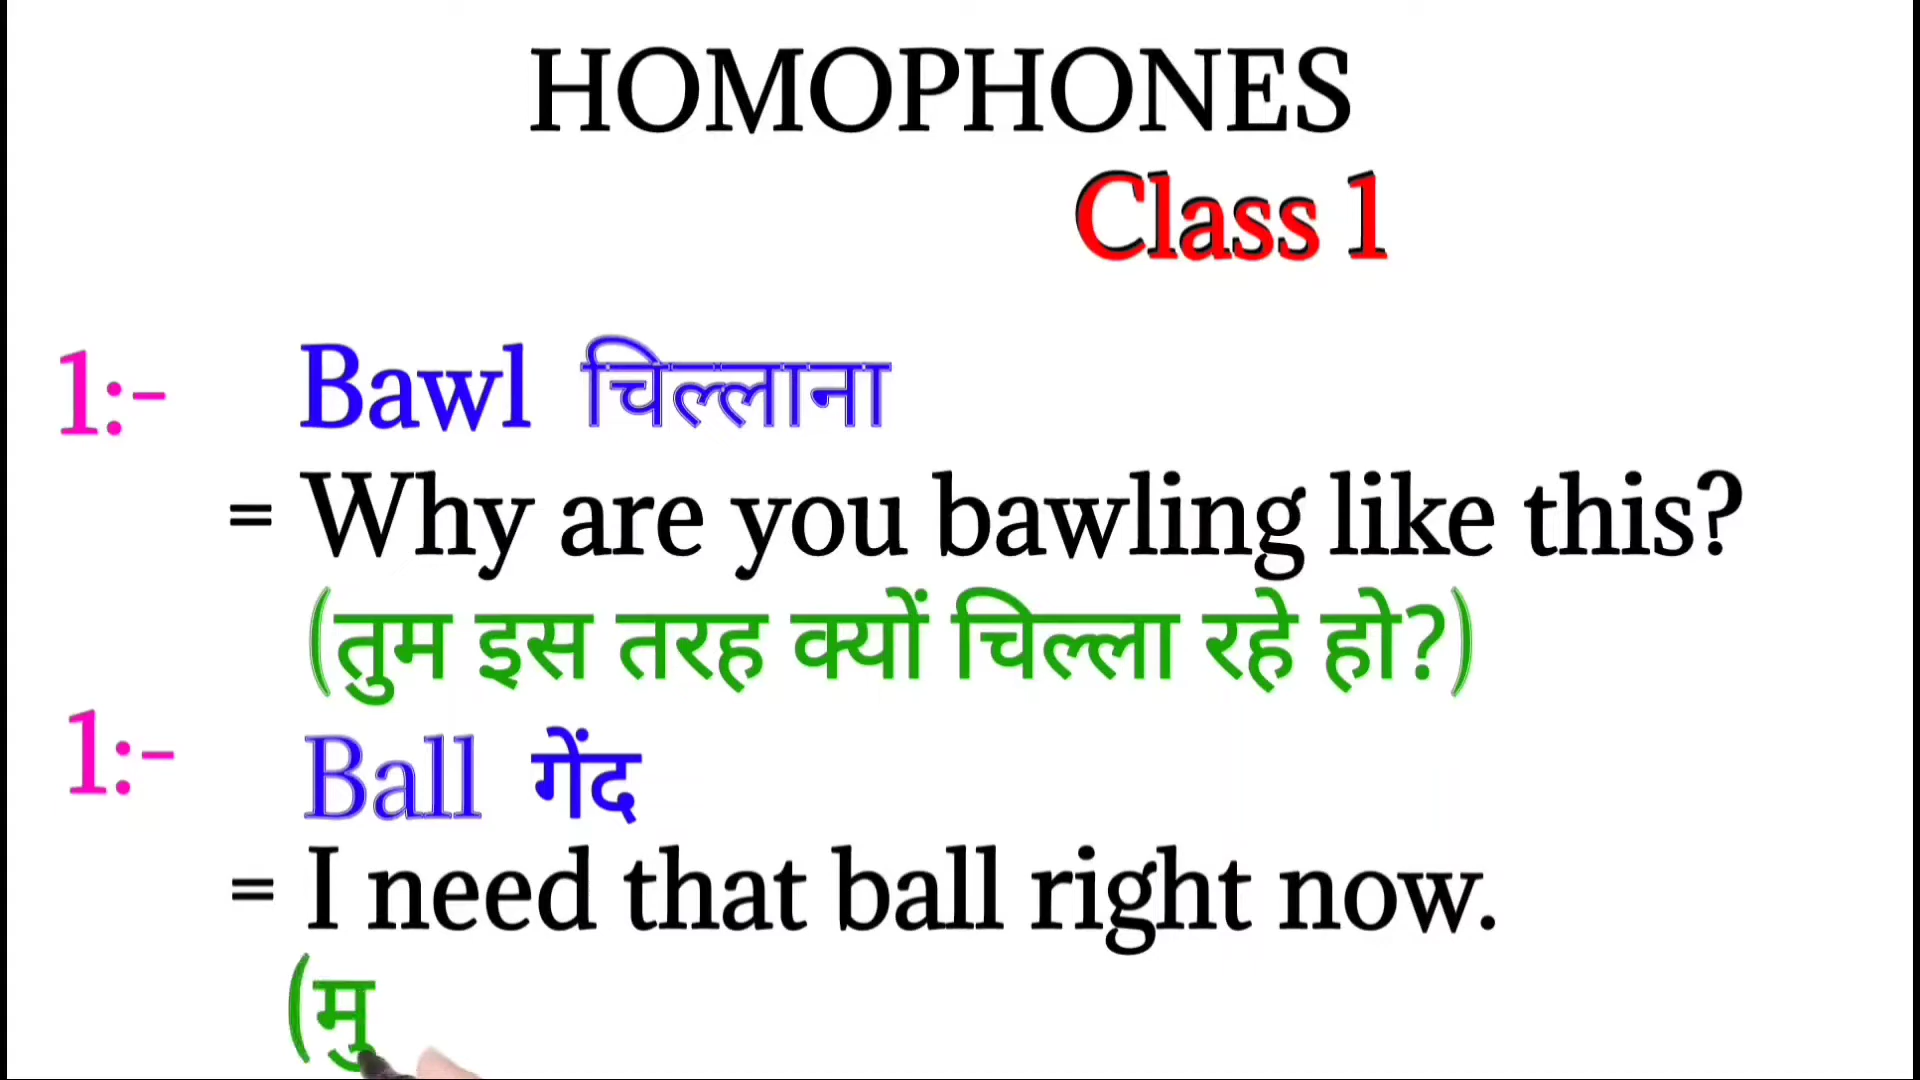 HOMOPHONES
Class 1
1:- Bawl चिल्लाना
= Why are you bawling like this?
(तुम इस तरह क्यों चिल्ला रहे हो?)
1:- Ball गेंद
= I need that ball right now.
(मु